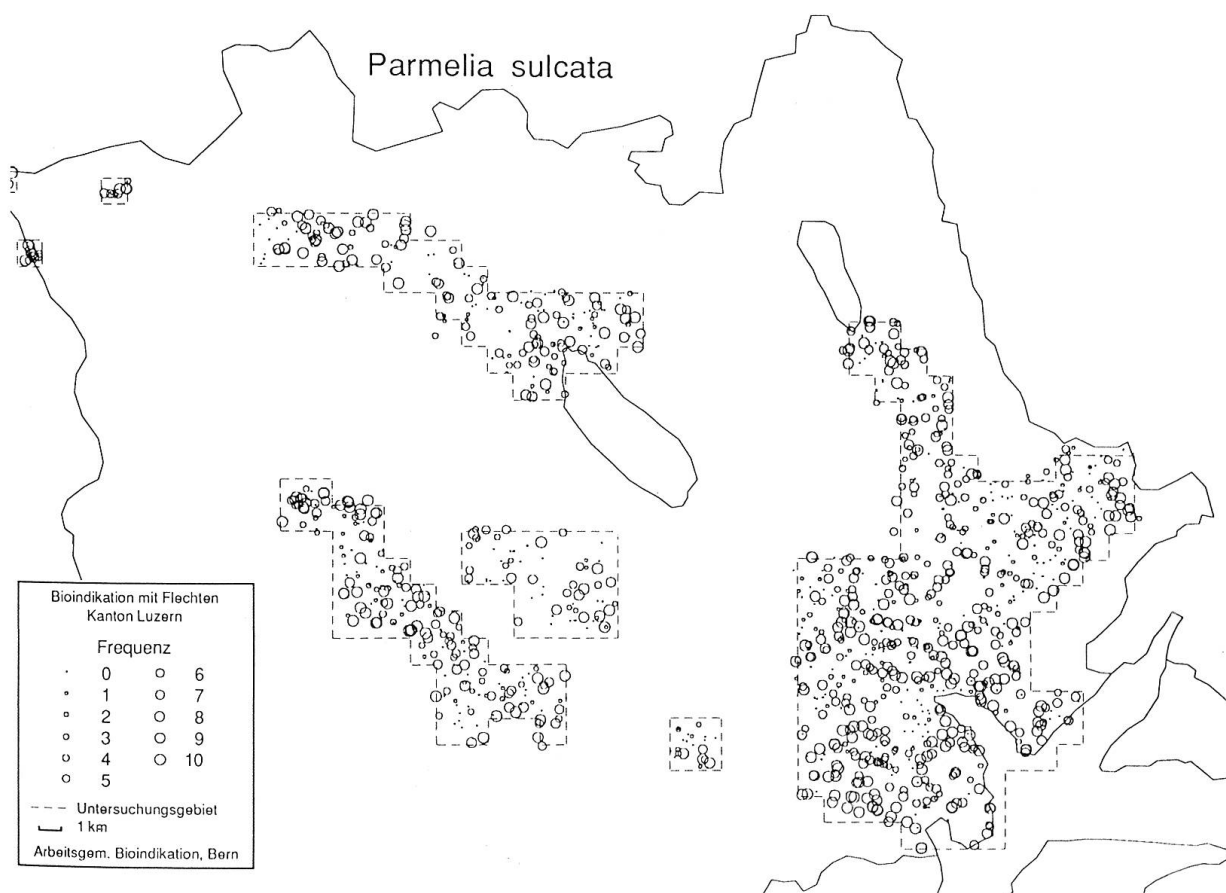 Parmelia sulcata
Bioindikation mit Flechten
Kanton Luzern
Frequenz
0 6
1 7
2 8
3 9
4 10
5
Untersuchungsgebiet
1 km
Arbeitsgem. Bioindikation, Bern